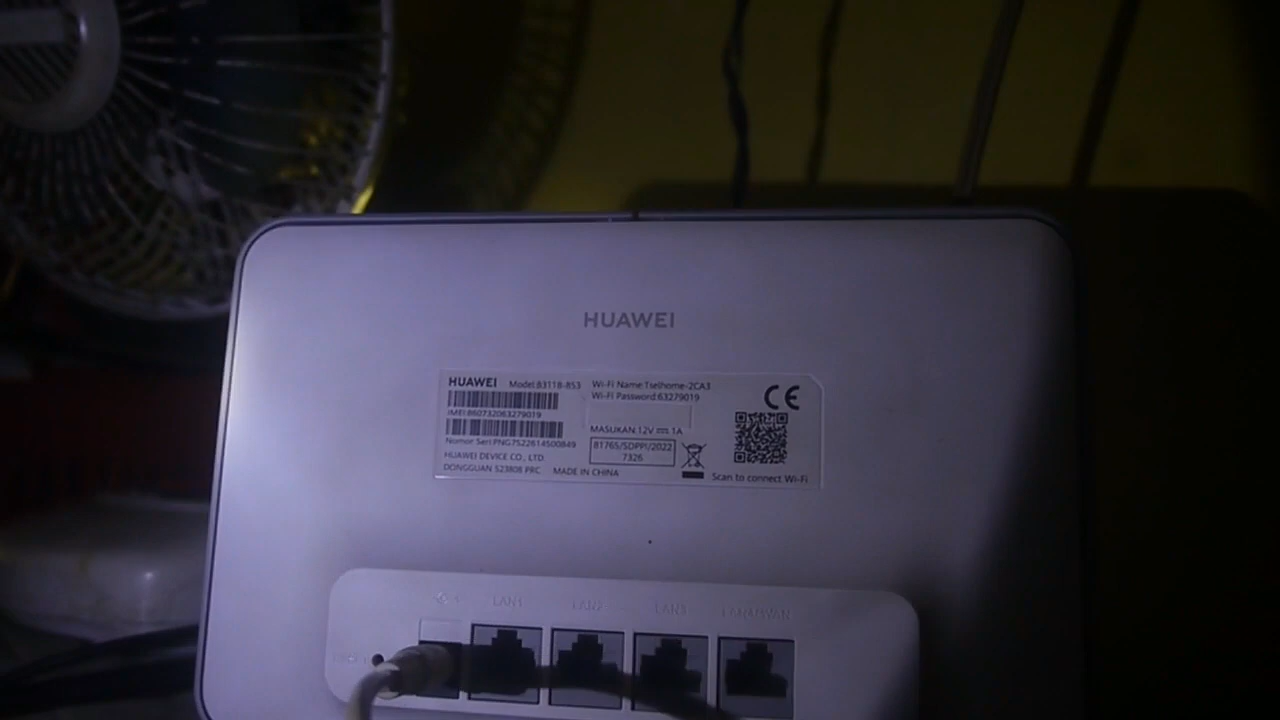 HUAWEI
HUAWEI Model:B311B-853
IMEI:860732063279019
Nomor Seri:PNG7522614500849
HUAWEI DEVICE CO., LTD
DONGGUAN 523808 PRC MADE IN CHINA
Wi-Fi Name:Tselhome-2CA3
Wi-Fi Password:63279019
MASUKAN:12V 1A
81765/SDPPI/2022
7326
CE
Scan to connect Wi-Fi
LAN1
LAN2
LAN3
LAN4/WAN